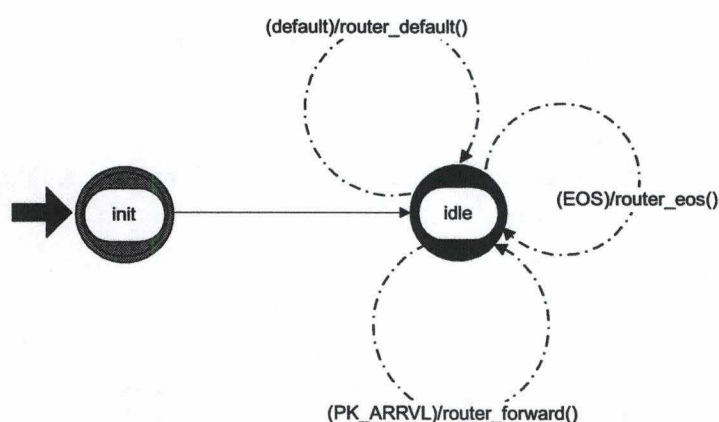 (default)/router_default()
(EOS)/router_eos()
init
idle
(PK_ARRVL)/router_forward()